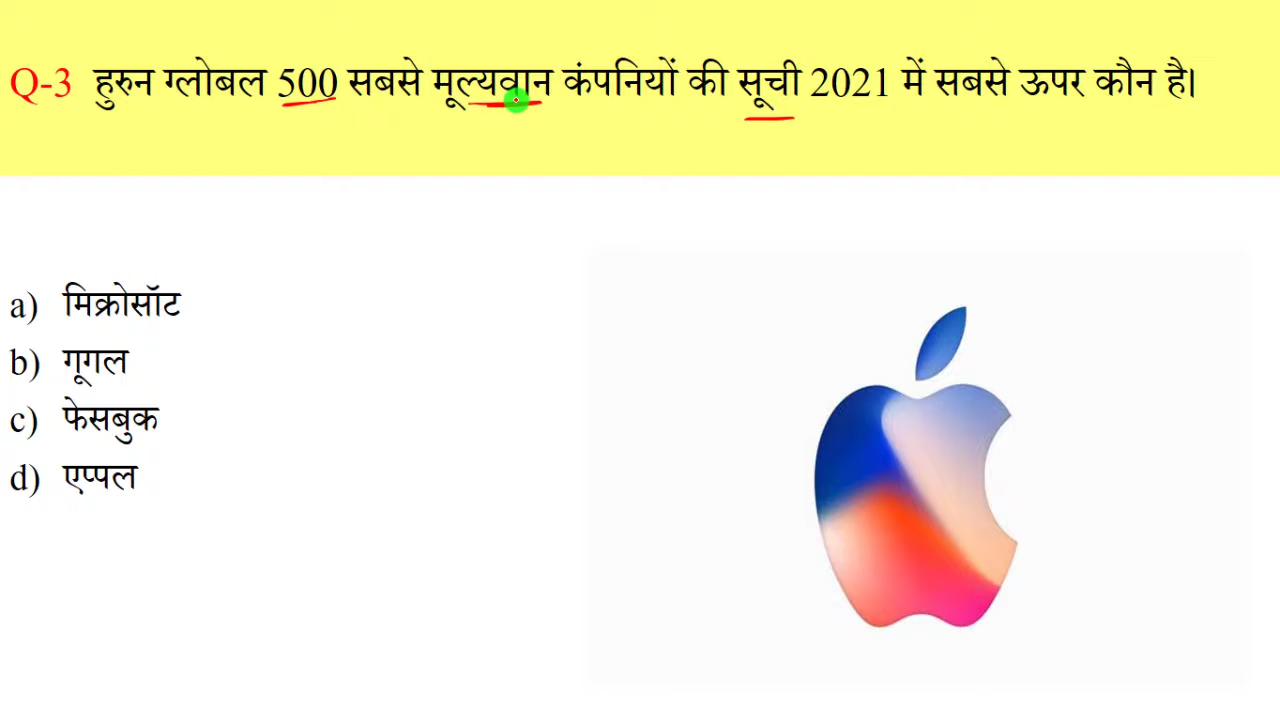 Q-3 हुरुन ग्लोबल 500 सबसे मूल्यवान कंपनियों की सूची 2021 में सबसे ऊपर कौन है।
a) मिक्रोसॉट
b) गूगल
c) फेसबुक
d) एप्पल